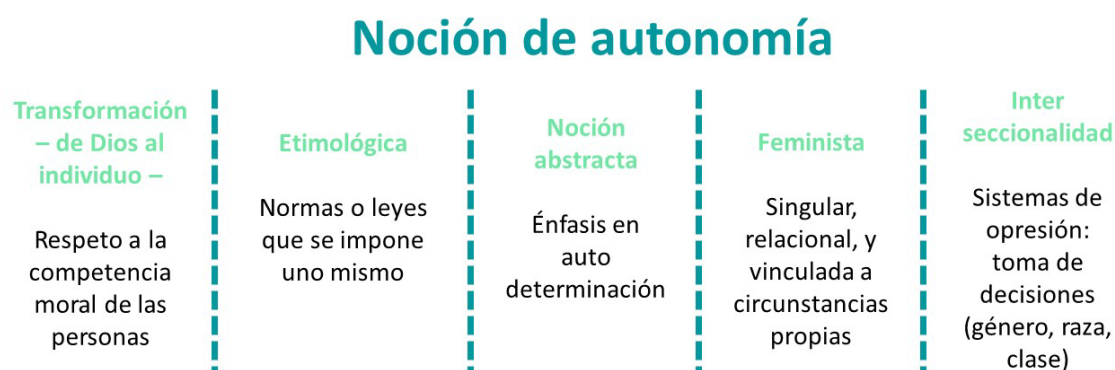 Noción de autonomía
Transformación
– de Dios al
individuo –
Respeto a la
competencia
moral de las
personas
Etimológica
Normas o leyes
que se impone
uno mismo
Noción
abstracta
Énfasis en
auto
determinación
Feminista
Singular,
relacional, y
vinculada a
circunstancias
propias
Inter
seccionalidad
Sistemas de
opresión:
toma de
decisiones
(género, raza,
clase)